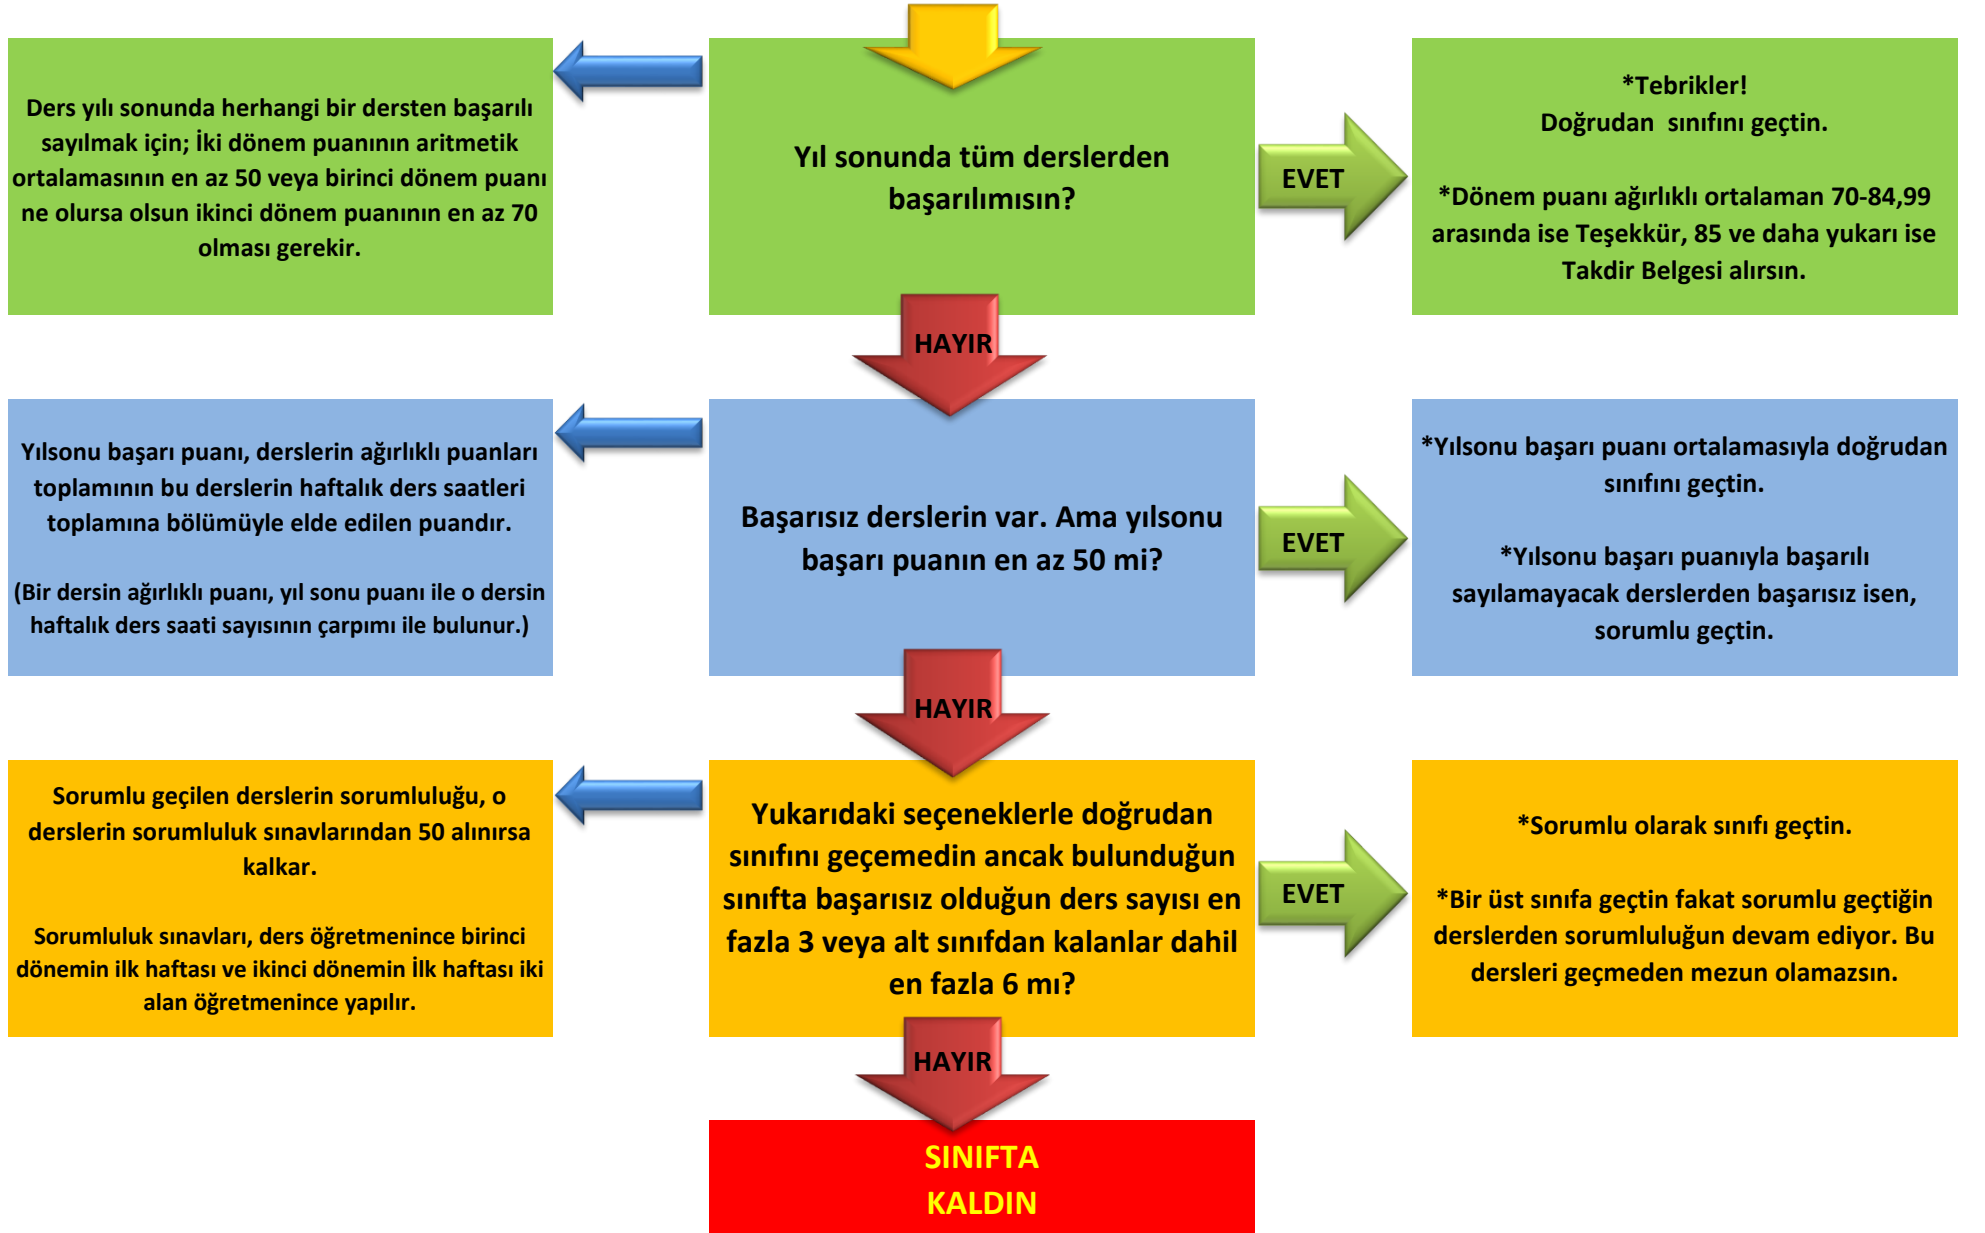 Ders yılı sonunda herhangi bir dersten başarılı
sayılmak için; İki dönem puanının aritmetik
ortalamasının en az 50 veya birinci dönem puanı
ne olursa olsun ikinci dönem puanının en az 70
olması gerekir.
Yıl sonunda tüm derslerden
başarılımısın?
EVET
*Tebrikler!
Doğrudan sınıfını geçtin.
*Dönem puanı ağırlıklı ortalaman 70-84,99
arasında ise Teşekkür, 85 ve daha yukarı ise
Takdir Belgesi alırsın.
HAYIR
Yılsonu başarı puanı, derslerin ağırlıklı puanları
toplamının bu derslerin haftalık ders saatleri
toplamına bölümüyle elde edilen puandır.
(Bir dersin ağırlıklı puanı, yıl sonu puanı ile o dersin
haftalık ders saati sayısının çarpımı ile bulunur.)
Başarısız derslerin var. Ama yılsonu
başarı puanın en az 50 mi?
EVET
*Yılsonu başarı puanı ortalamasıyla doğrudan
sınıfını geçtin.
*Yılsonu başarı puanıyla başarılı
sayılamayacak derslerden başarısız isen,
sorumlu geçtin.
HAYIR
Sorumlu geçilen derslerin sorumluluğu, o
derslerin sorumluluk sınavlarından 50 alınırsa
kalkar.
Sorumluluk sınavları, ders öğretmenince birinci
dönemin ilk haftası ve ikinci dönemin İlk haftası iki
alan öğretmenince yapılır.
Yukarıdaki seçeneklerle doğrudan
sınıfını geçemedin ancak bulunduğun
sınıfta başarısız olduğun ders sayısı en
fazla 3 veya alt sınıfdan kalanlar dahil
en fazla 6 mı?
EVET
*Sorumlu olarak sınıfı geçtin.
*Bir üst sınıfa geçtin fakat sorumlu geçtiğin
derslerden sorumluluğun devam ediyor. Bu
dersleri geçmeden mezun olamazsın.
HAYIR
SINIFTA
KALDIN